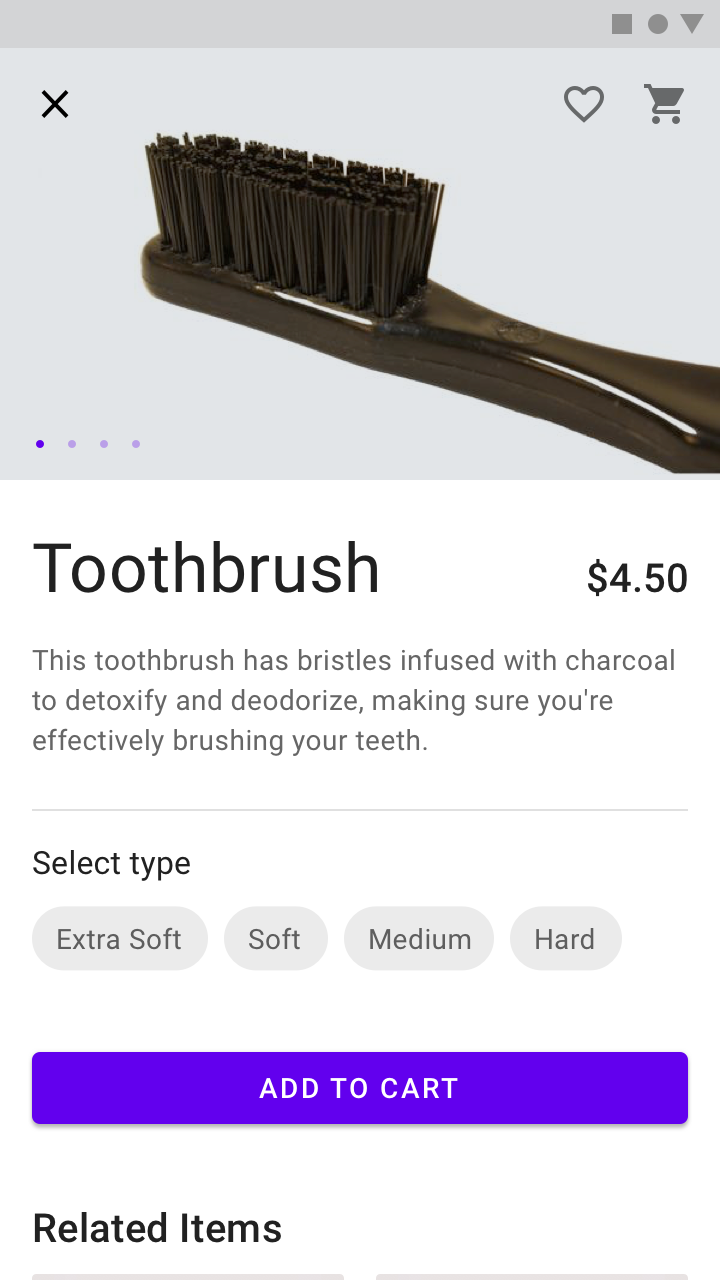 Toothbrush
$4.50
This toothbrush has bristles infused with charcoal
to detoxify and deodorize, making sure you're
effectively brushing your teeth.
Select type
Extra Soft Soft Medium Hard
ADD TO CART
Related Items